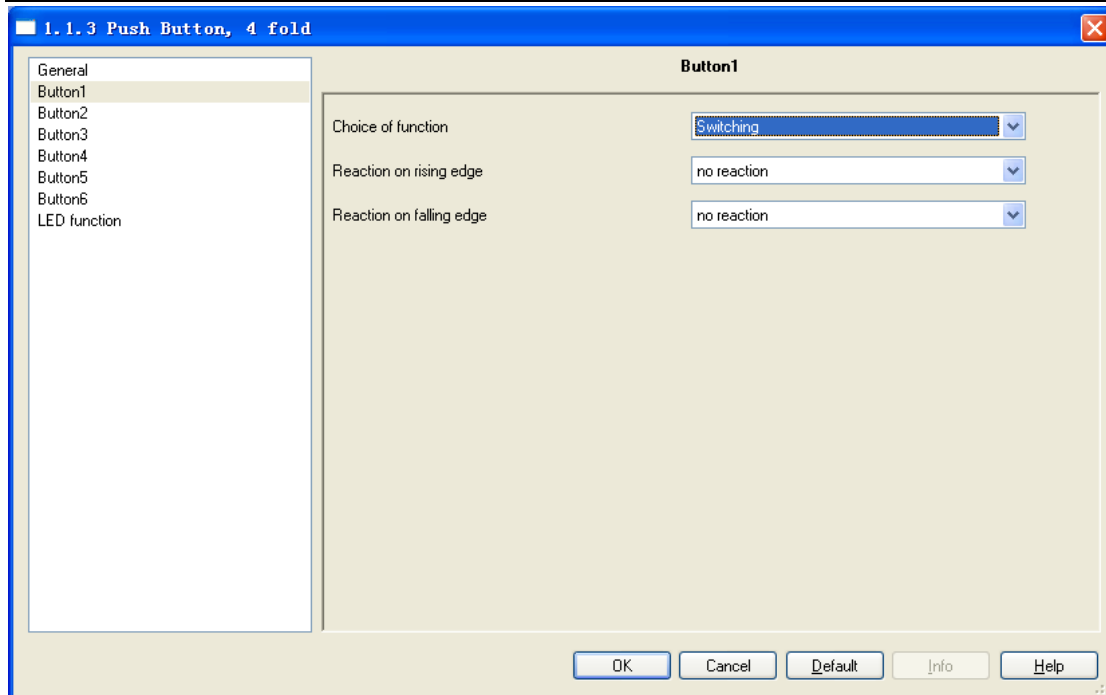 1.1.3 Push Button, 4 fold
General
Button1
Button2
Button3
Button4
Button5
Button6
LED function
Button1
Choice of function Switching
Reaction on rising edge no reaction
Reaction on falling edge no reaction
OK Cancel Default Info Help